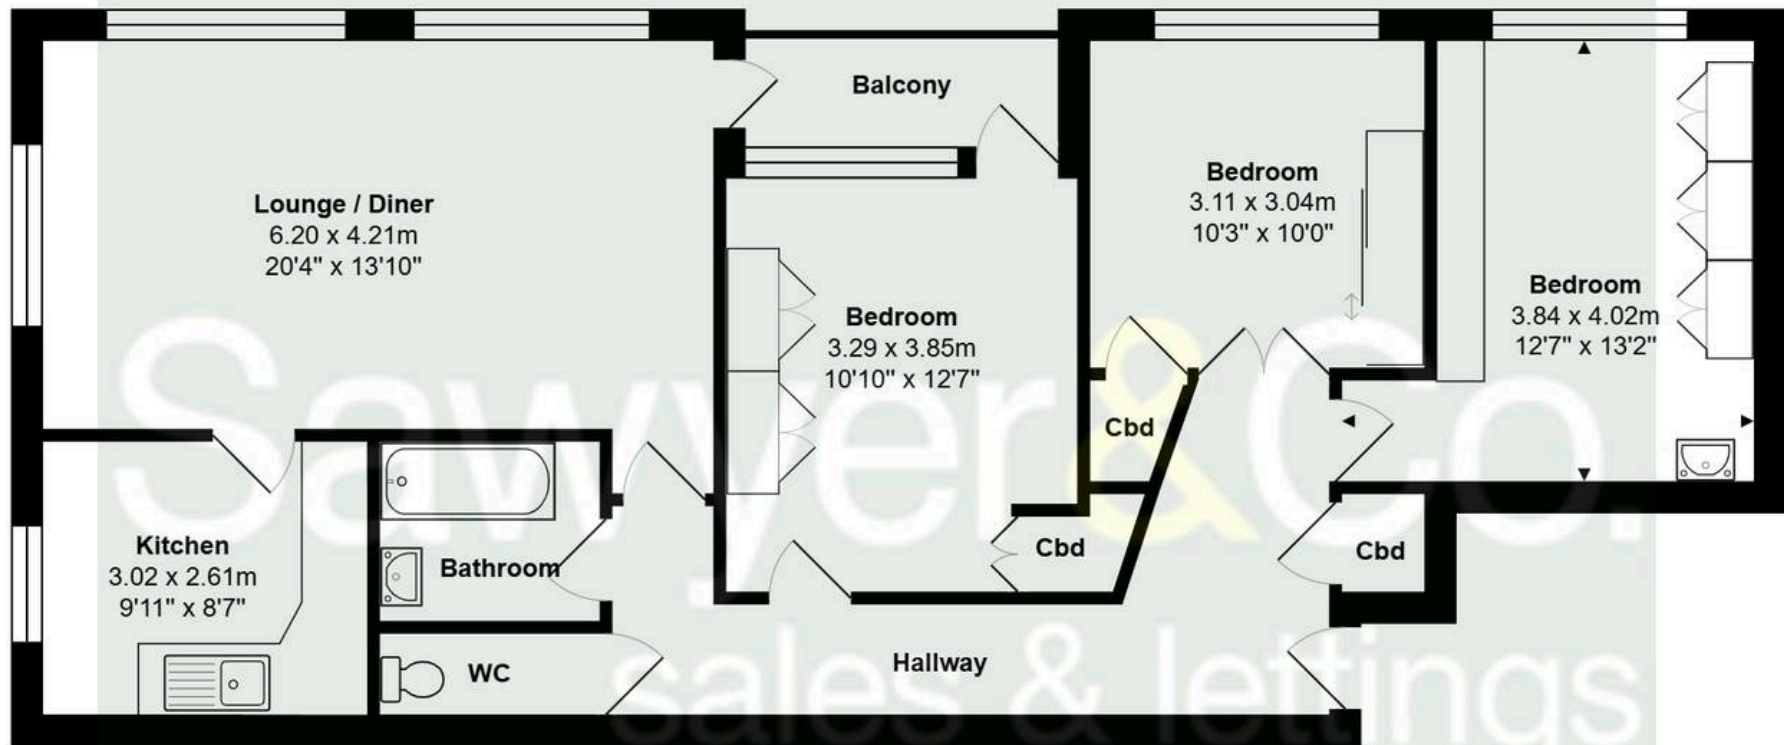 Balcony
Lounge / Diner
6.20 x 4.21m
20'4" x 13'10"
Bedroom
3.11 x 3.04m
10'3" x 10'0"
Bedroom
3.84 x 4.02m
12'7" x 13'2"
Bedroom
3.29 x 3.85m
10'10" x 12'7"
Cbd
Cbd
Cbd
Kitchen
3.02 x 2.61m
9'11" x 8'7"
Bathroom
WC
Hallway
Sawyer&Co.
sales & lettings